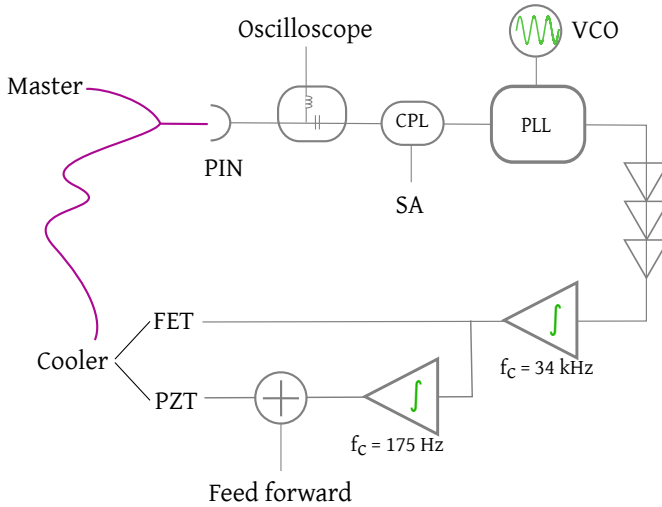 Oscilloscope
VCO
Master
CPL
PLL
PIN
SA
FET
Cooler
f_C = 34 kHz
PZT
f_C = 175 Hz
Feed forward